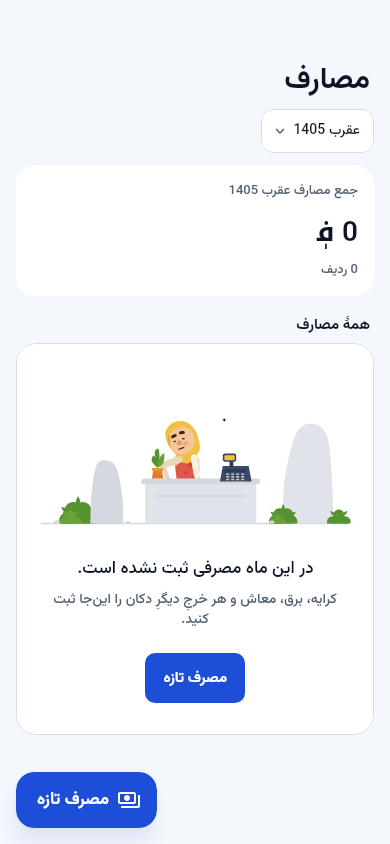 مصارف
عقرب 1405
جمع مصارف عقرب 1405
0 ؋
0 ردیف
همهٔ مصارف
در این ماه مصرفی ثبت نشده است.
کرایه، برق، معاش و هر خرجِ دیگرِ دکان را این‌جا ثبت
کنید.
مصرف تازه
مصرف تازه